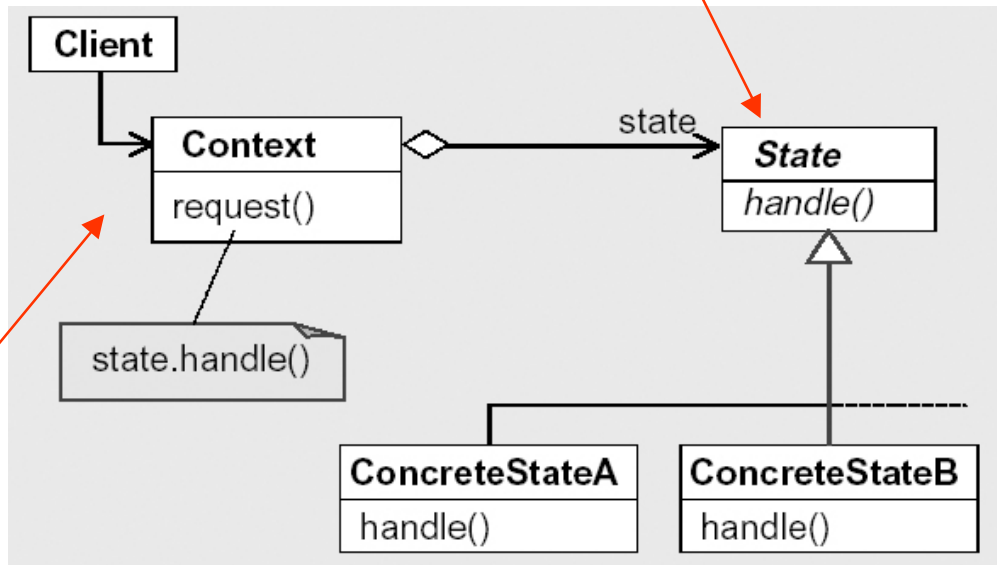 Client
Context
request()
state
State
handle()
state.handle()
ConcreteStateA
handle()
ConcreteStateB
handle()